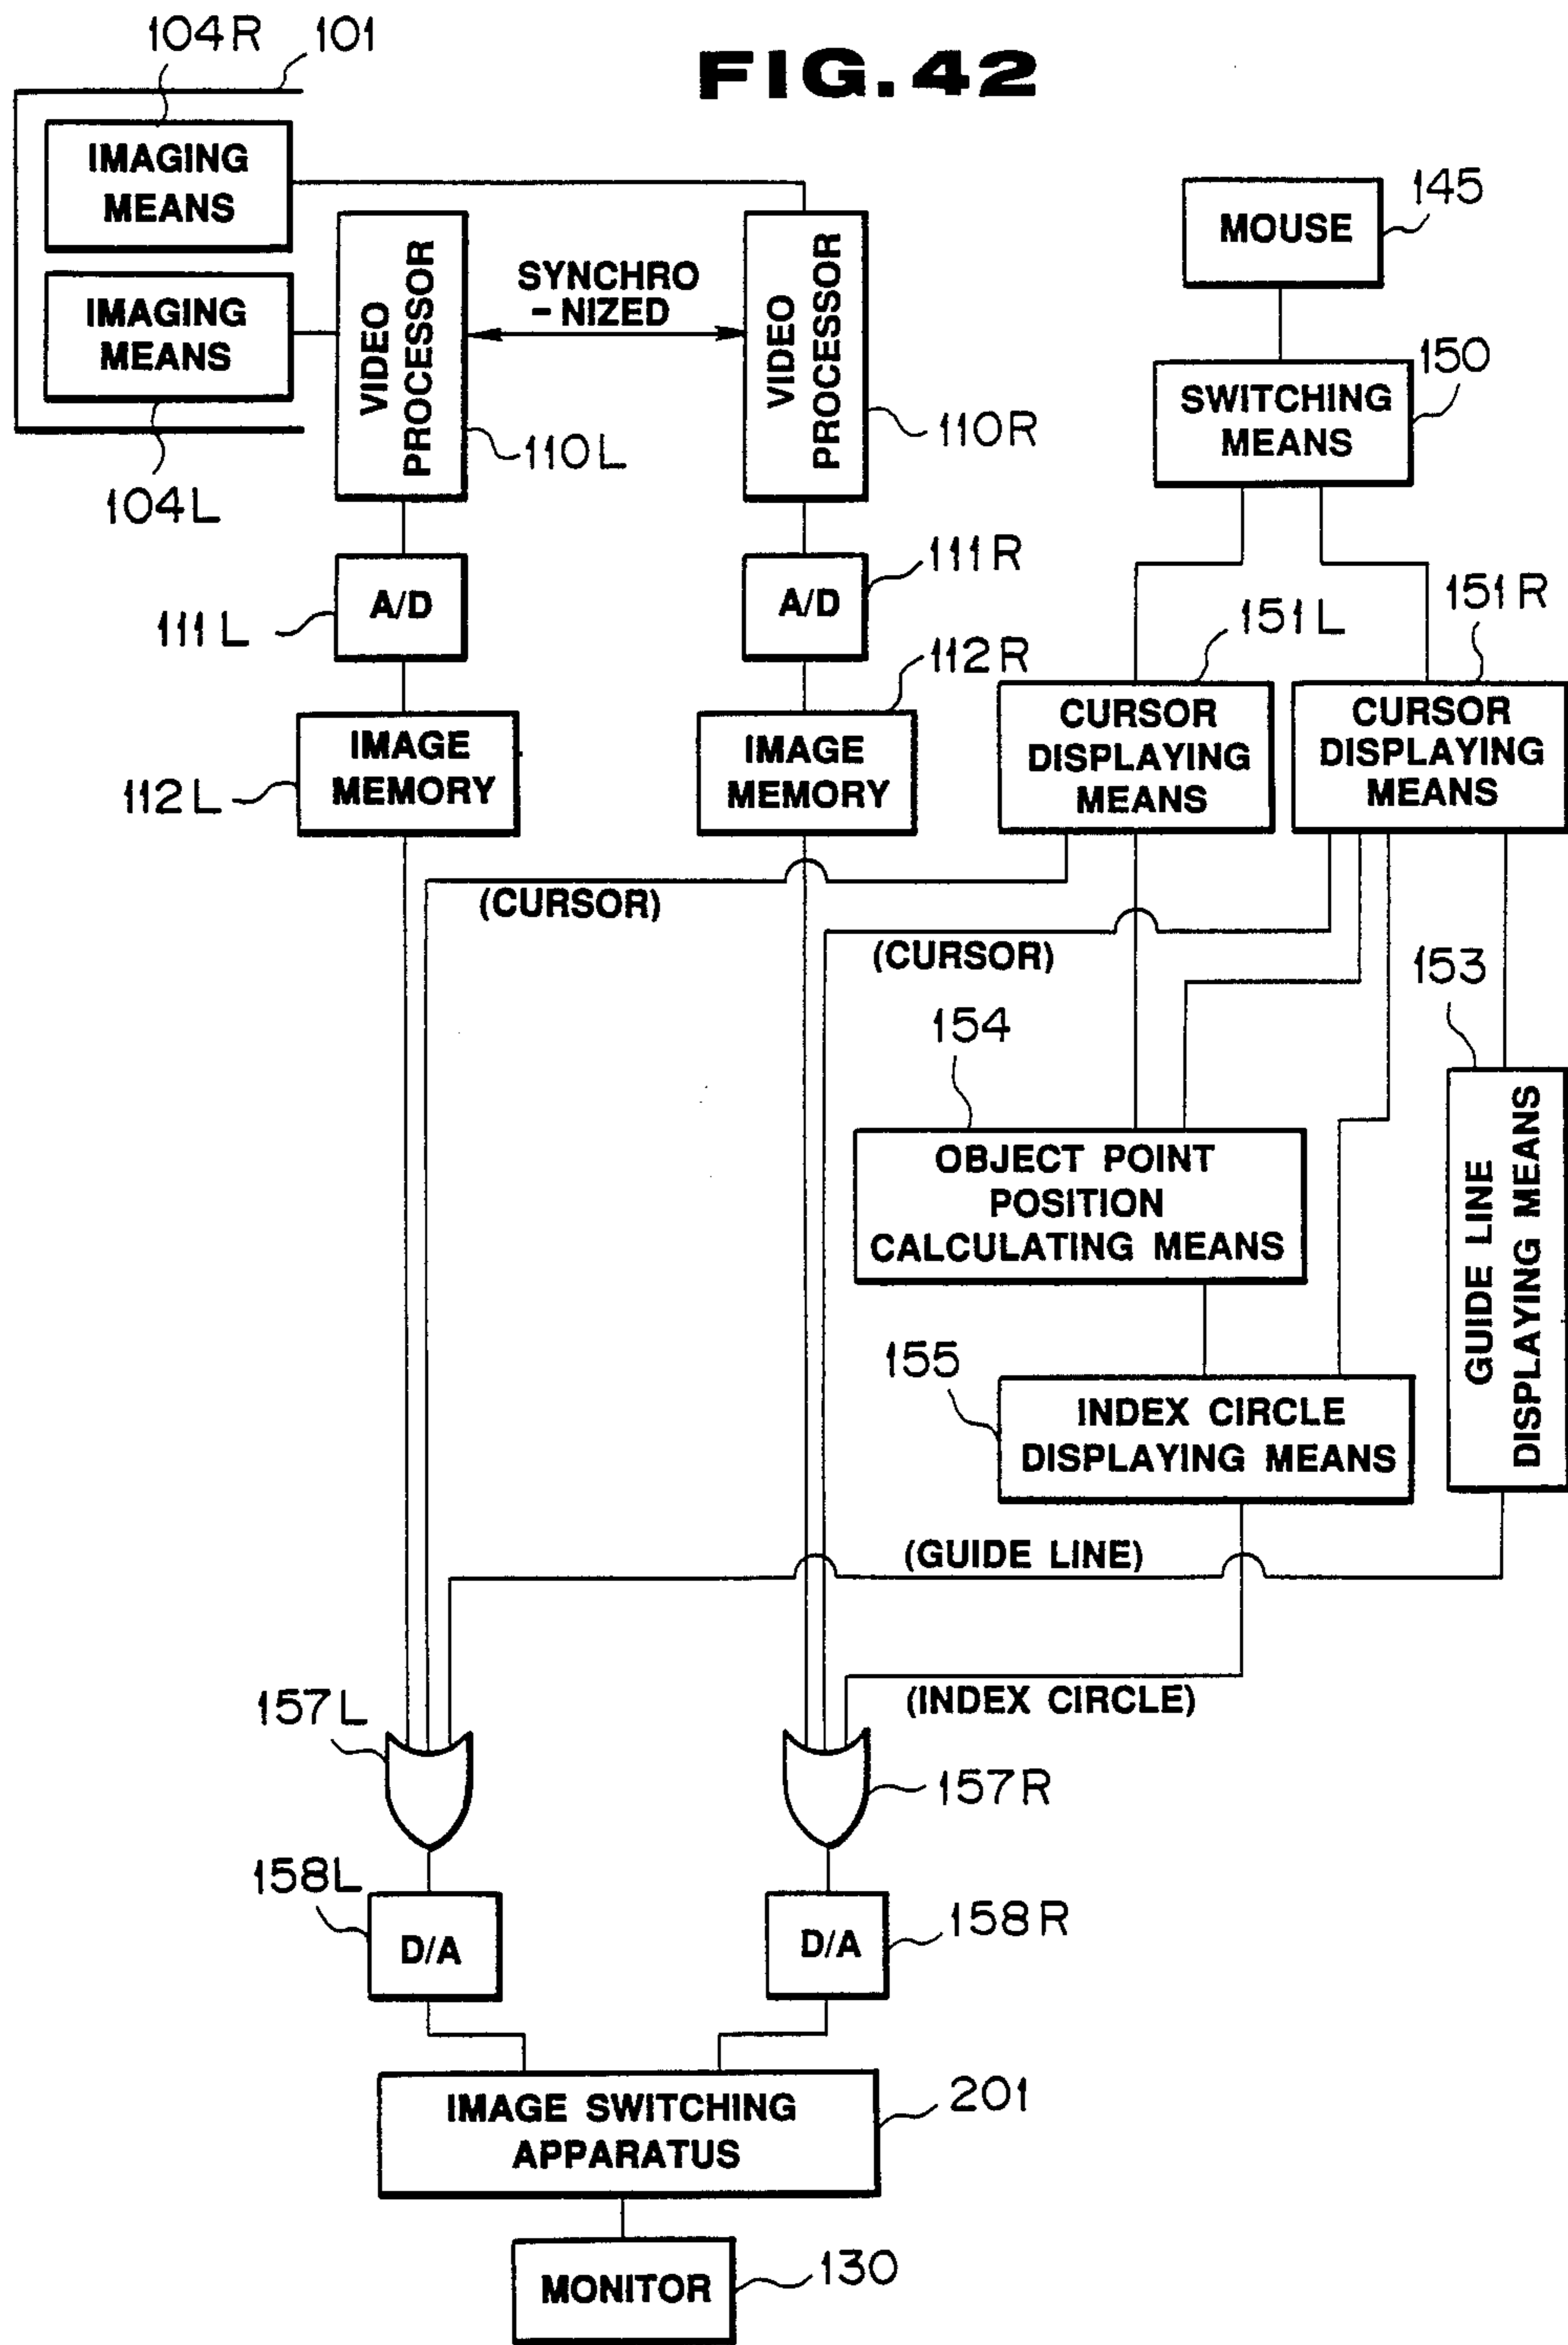 FIG.42
104R
101
IMAGING
MEANS
IMAGING
MEANS
104L
VIDEO
PROCESSOR
110L
SYNCHRO
- NIZED
VIDEO
PROCESSOR
110R
MOUSE
145
SWITCHING
MEANS
150
A/D
111L
A/D
111R
151L
151R
IMAGE
MEMORY
112L
IMAGE
MEMORY
112R
CURSOR
DISPLAYING
MEANS
CURSOR
DISPLAYING
MEANS
(CURSOR)
(CURSOR)
153
154
OBJECT POINT
POSITION
CALCULATING MEANS
GUIDE LINE
DISPLAYING MEANS
155
INDEX CIRCLE
DISPLAYING MEANS
(GUIDE LINE)
(INDEX CIRCLE)
157L
157R
158L
D/A
D/A
158R
IMAGE SWITCHING
APPARATUS
201
MONITOR
130